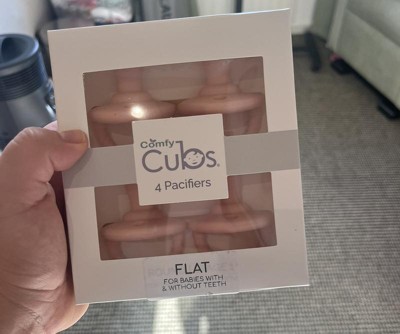 Comfy
Cubs
4 Pacifiers
FLAT
FOR BABIES WITH
& WITHOUT TEETH